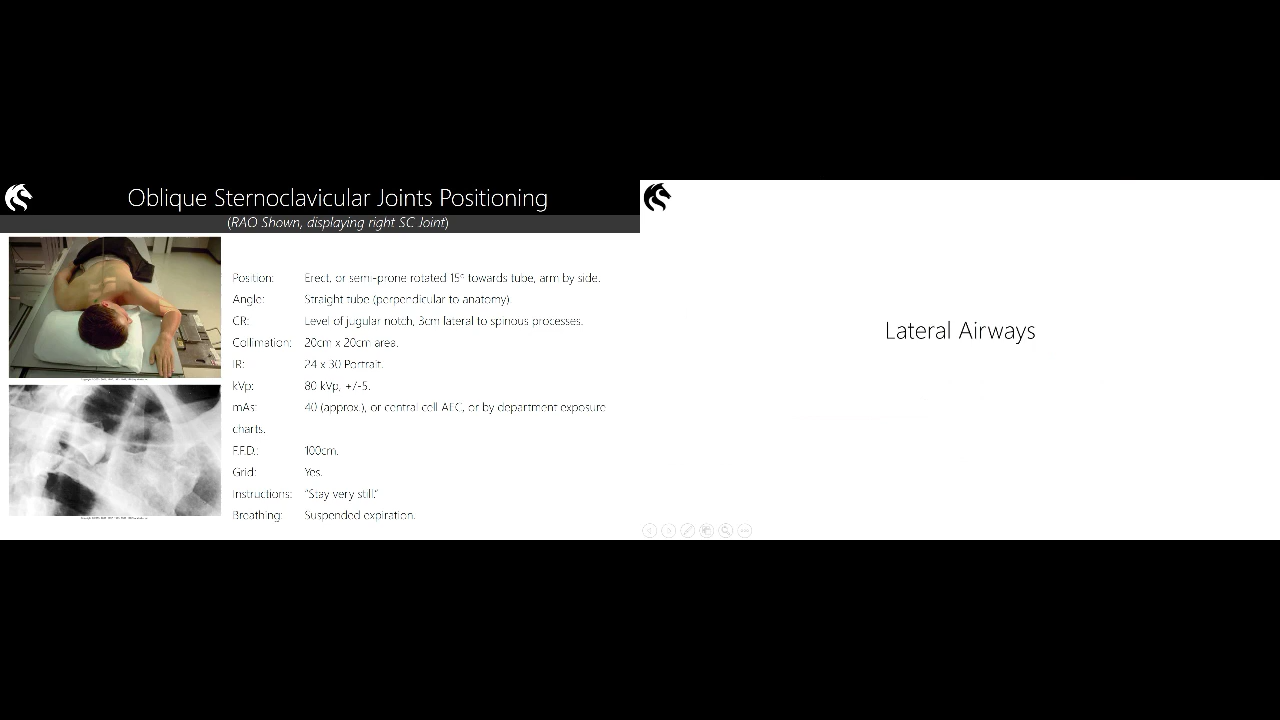 Oblique Sternoclavicular Joints Positioning
(RAO Shown, displaying right SC Joint)
Position: Erect, or semi-prone rotated 15° towards tube, arm by side.
Angle: Straight tube (perpendicular to anatomy).
CR: Level of jugular notch, 3cm lateral to spinous processes.
Collimation: 20cm x 20cm area.
IR: 24 x 30 Portrait.
kVp: 80 kVp, +/-5.
mAs: 40 (approx.), or central cell AEC, or by department exposure
charts.
F.F.D.: 100cm.
Grid: Yes.
Instructions: "Stay very still."
Breathing: Suspended expiration.
Lateral Airways